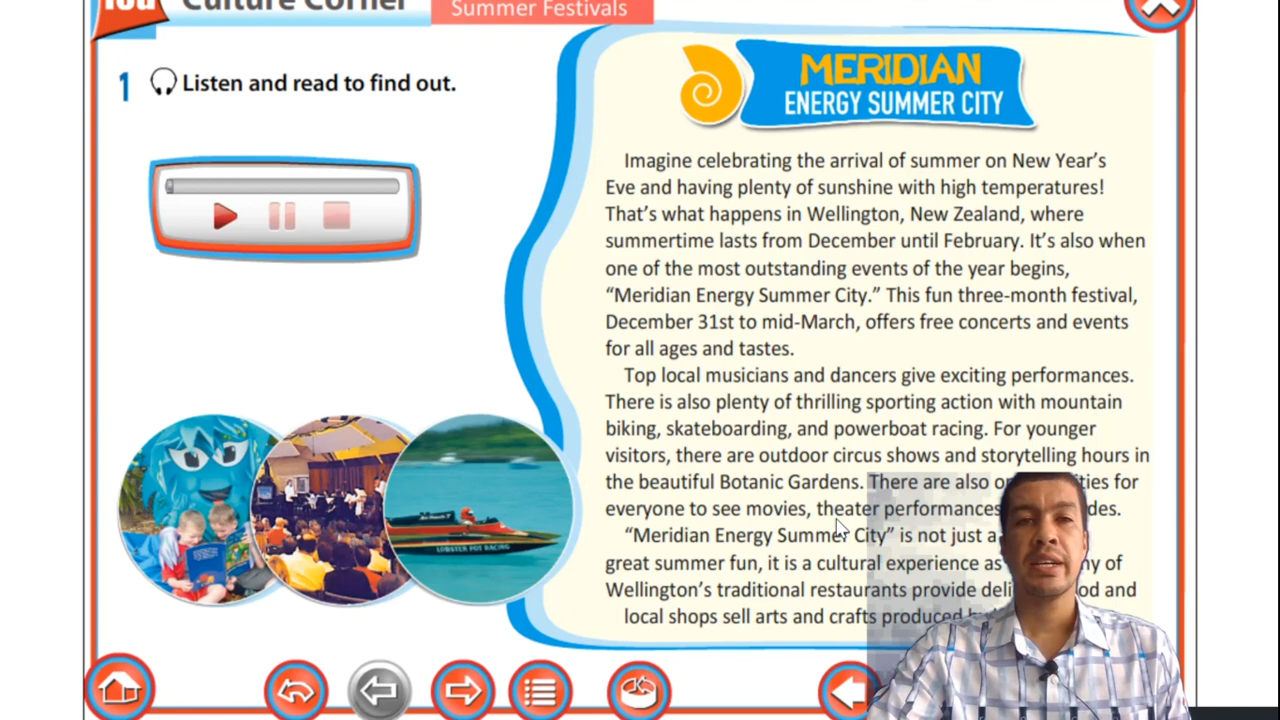 Culture Corner
Summer Festivals
1 Listen and read to find out.
MERIDIAN
ENERGY SUMMER CITY
Imagine celebrating the arrival of summer on New Year's
Eve and having plenty of sunshine with high temperatures!
That's what happens in Wellington, New Zealand, where
summertime lasts from December until February. It's also when
one of the most outstanding events of the year begins,
“Meridian Energy Summer City.” This fun three-month festival,
December 31st to mid-March, offers free concerts and events
for all ages and tastes.
Top local musicians and dancers give exciting performances.
There is also plenty of thrilling sporting action with mountain
biking, skateboarding, and powerboat racing. For younger
visitors, there are outdoor circus shows and storytelling hours in
the beautiful Botanic Gardens. There are also for
everyone to see movies, theater performances
“Meridian Energy Summer City” is not just a
great summer fun, it is a cultural experience as of
Wellington's traditional restaurants provide and
local shops sell arts and crafts produced
LOBSTER POT RACING